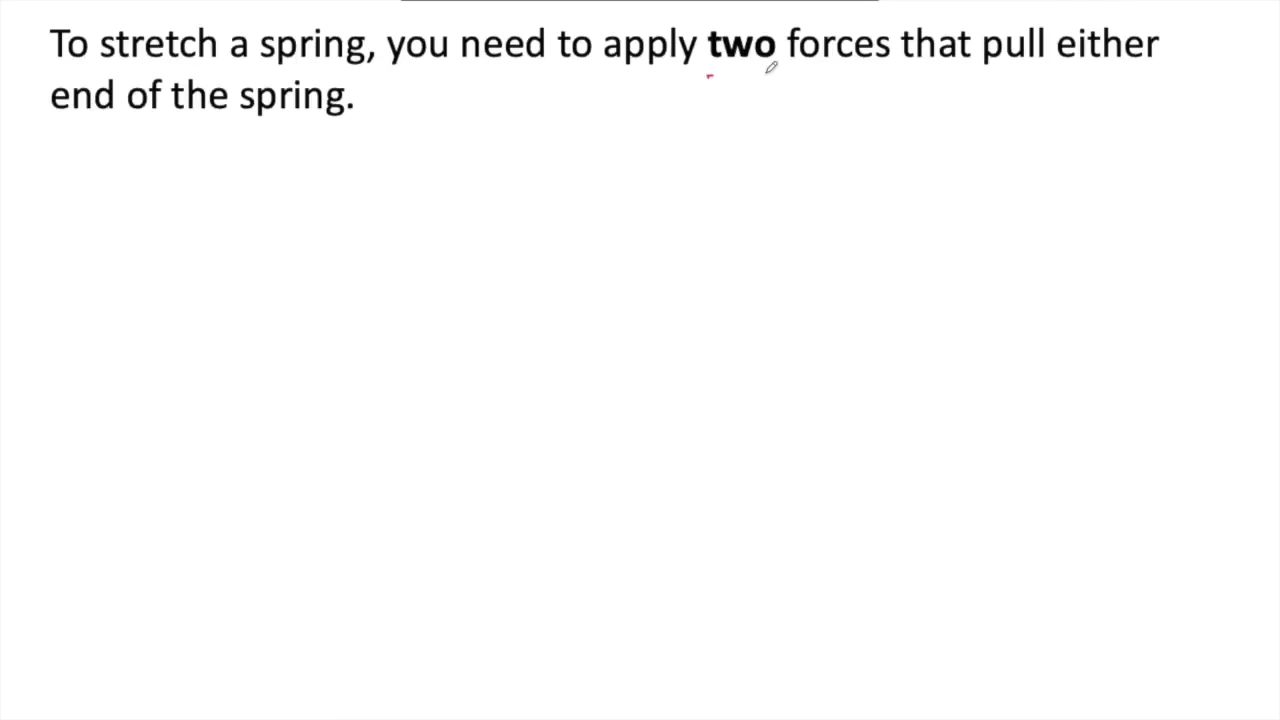 To stretch a spring, you need to apply two forces that pull either
end of the spring.